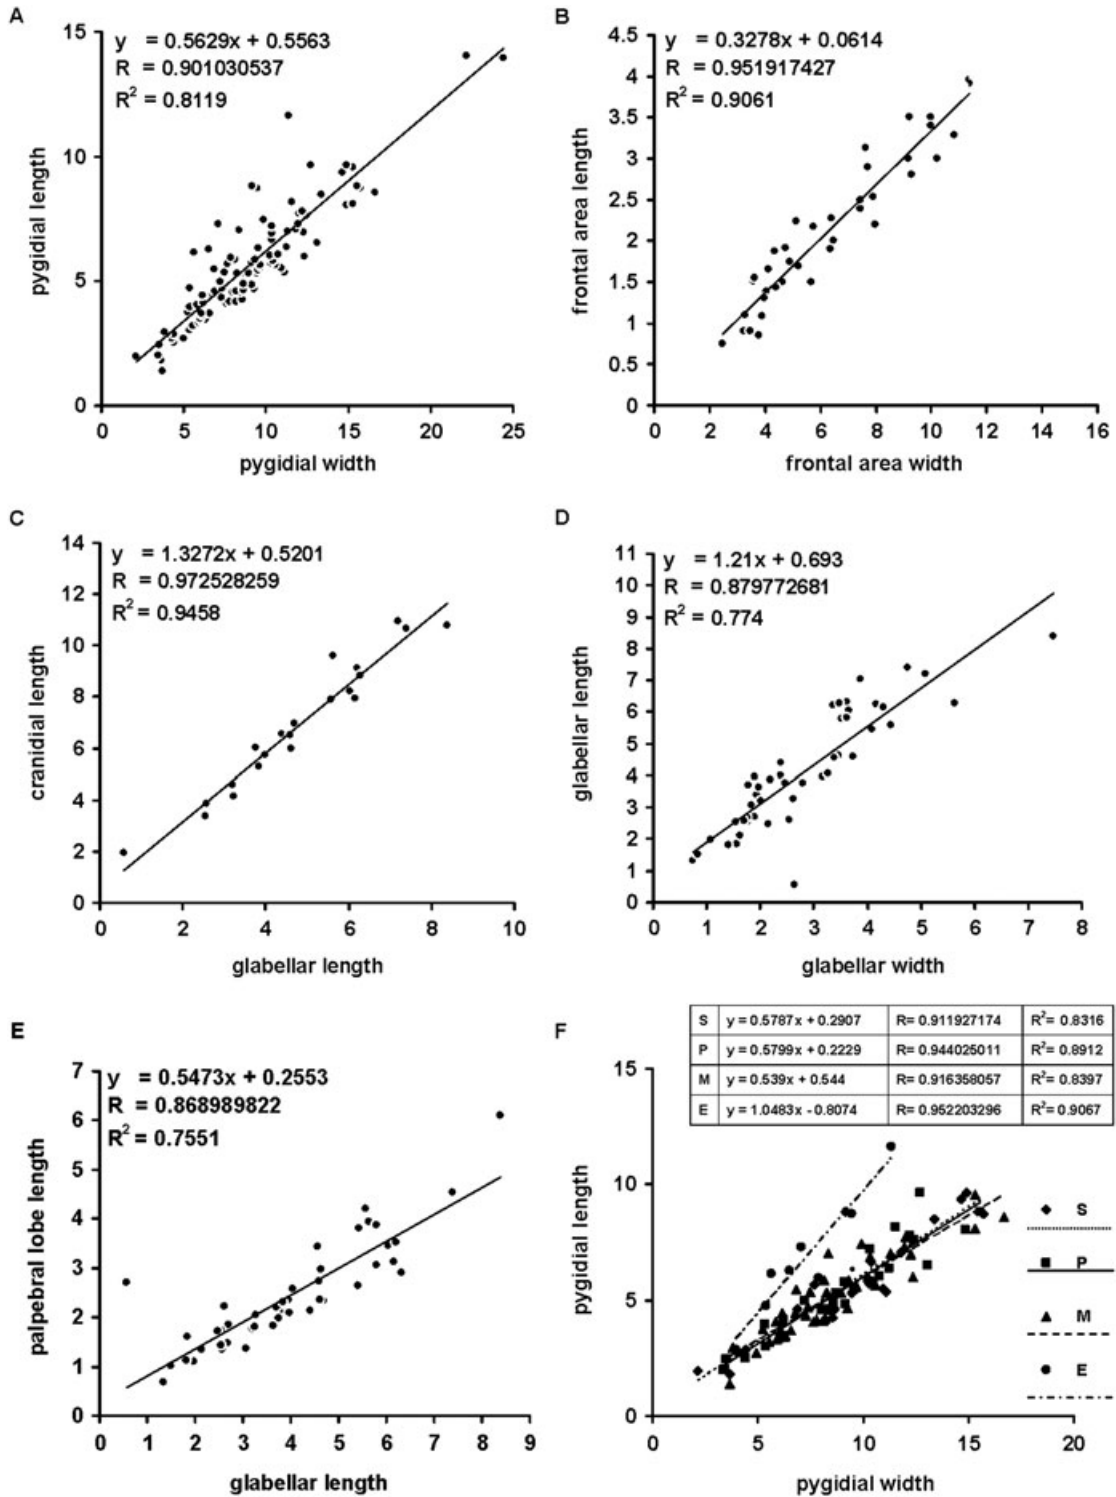 A
y = 0.5629x + 0.5563
R = 0.901030537
R² = 0.8119
15
10
5
0
pygidial length
0 5 10 15 20 25
pygidial width
B
y = 0.3278x + 0.0614
R = 0.951917427
R² = 0.9061
4.5
4
3.5
3
2.5
2
1.5
1
0.5
0
frontal area length
0 2 4 6 8 10 12 14 16
frontal area width
C
y = 1.3272x + 0.5201
R = 0.972528259
R² = 0.9458
14
12
10
8
6
4
2
0
cranidial length
0 2 4 6 8 10
glabellar length
D
y = 1.21x + 0.693
R = 0.879772681
R² = 0.774
11
10
9
8
7
6
5
4
3
2
1
0
glabellar length
0 1 2 3 4 5 6 7 8
glabellar width
E
y = 0.5473x + 0.2553
R = 0.868989822
R² = 0.7551
7
6
5
4
3
2
1
0
palpebral lobe length
0 1 2 3 4 5 6 7 8 9
glabellar length
F
S y = 0.5787x + 0.2907 R= 0.911927174 R²= 0.8316
P y = 0.5799x + 0.2229 R= 0.944025011 R²= 0.8912
M y = 0.539x + 0.544 R= 0.916358057 R²= 0.8397
E y = 1.0483x - 0.8074 R= 0.952203296 R²= 0.9067
15
10
5
0
pygidial length
S
P
M
E
0 5 10 15 20
pygidial width